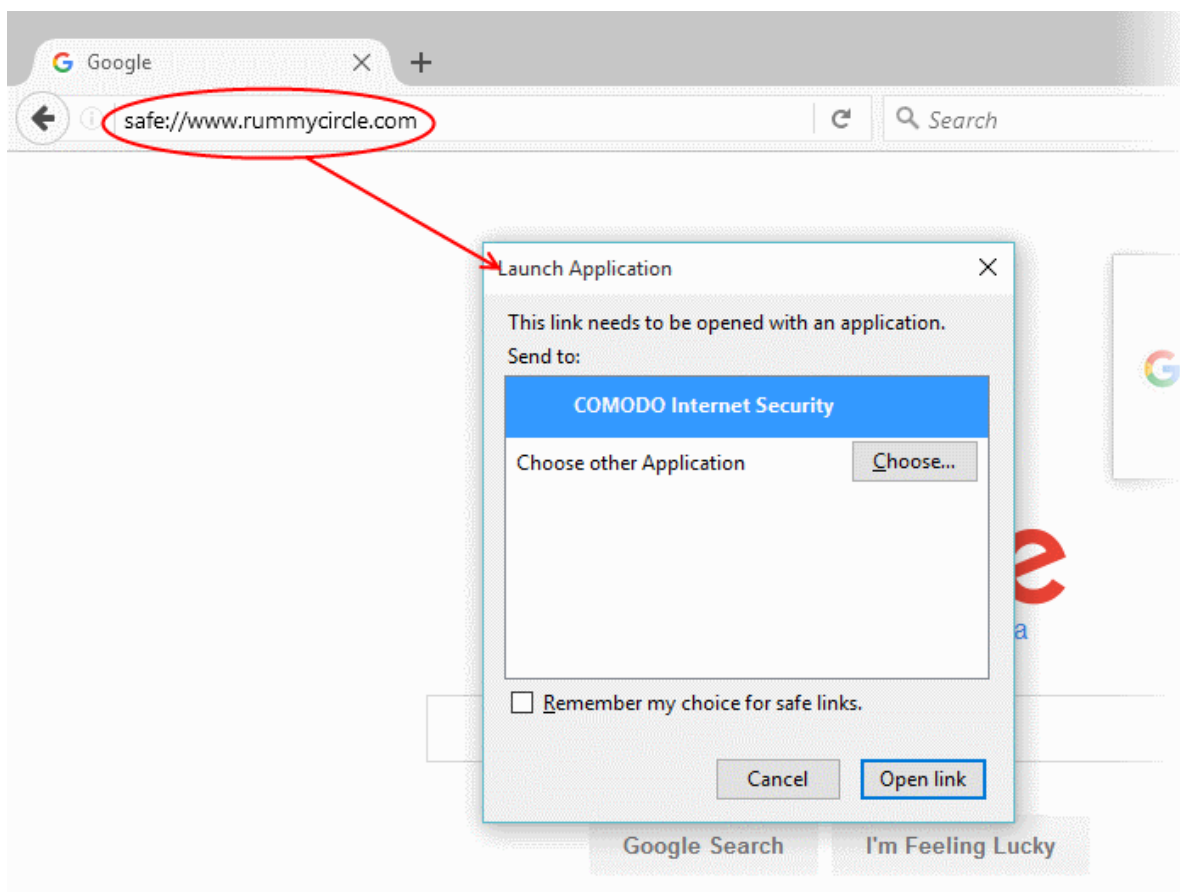 Google
safe://www.rummycircle.com
Search
Launch Application
This link needs to be opened with an application.
Send to:
COMODO Internet Security
Choose other Application
Choose...
Remember my choice for safe links.
Cancel
Open link
G
e
a
Google Search
I'm Feeling Lucky